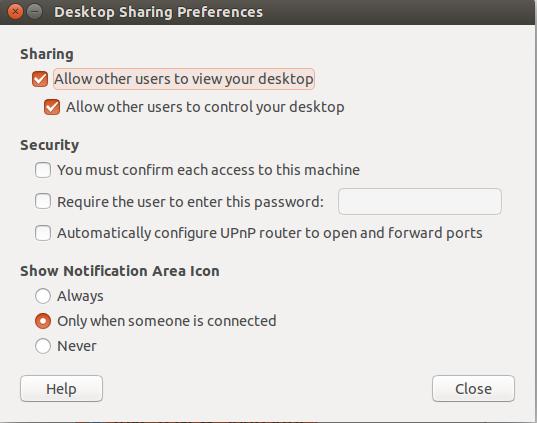 Desktop Sharing Preferences
Sharing
Allow other users to view your desktop
Allow other users to control your desktop
Security
You must confirm each access to this machine
Require the user to enter this password:
Automatically configure UPnP router to open and forward ports
Show Notification Area Icon
Always
Only when someone is connected
Never
Help
Close